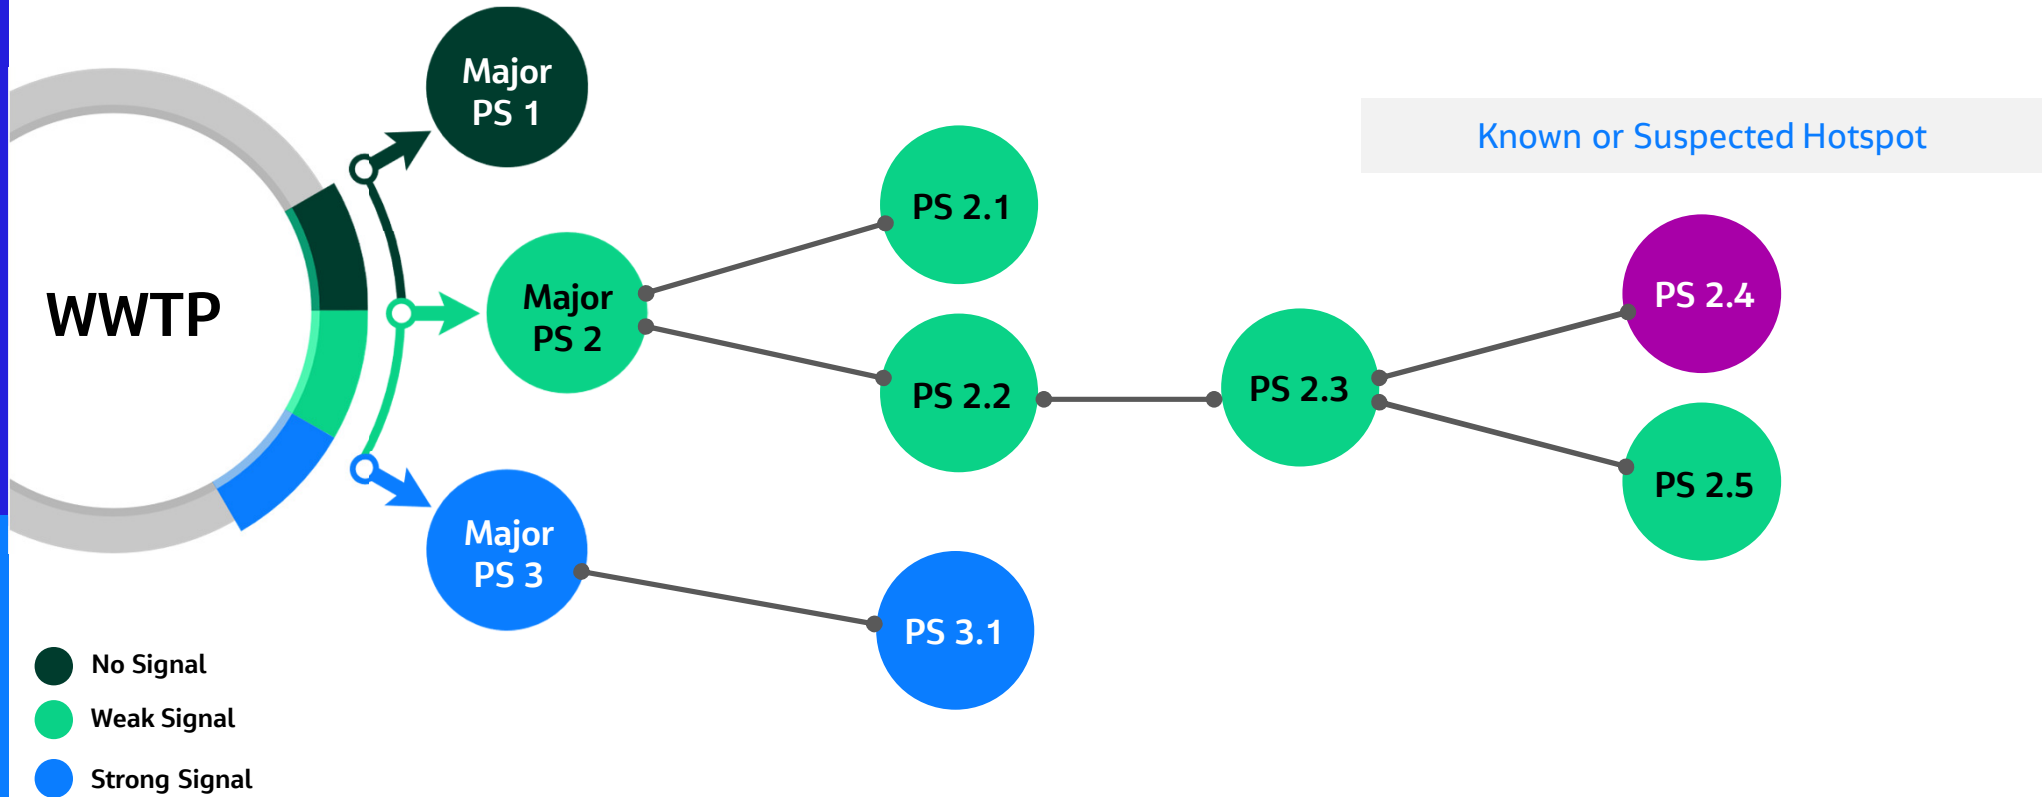 Major
PS 1
Known or Suspected Hotspot
PS 2.1
WWTP
Major
PS 2
PS 2.2
PS 2.3
PS 2.4
PS 2.5
Major
PS 3
PS 3.1
No Signal
Weak Signal
Strong Signal